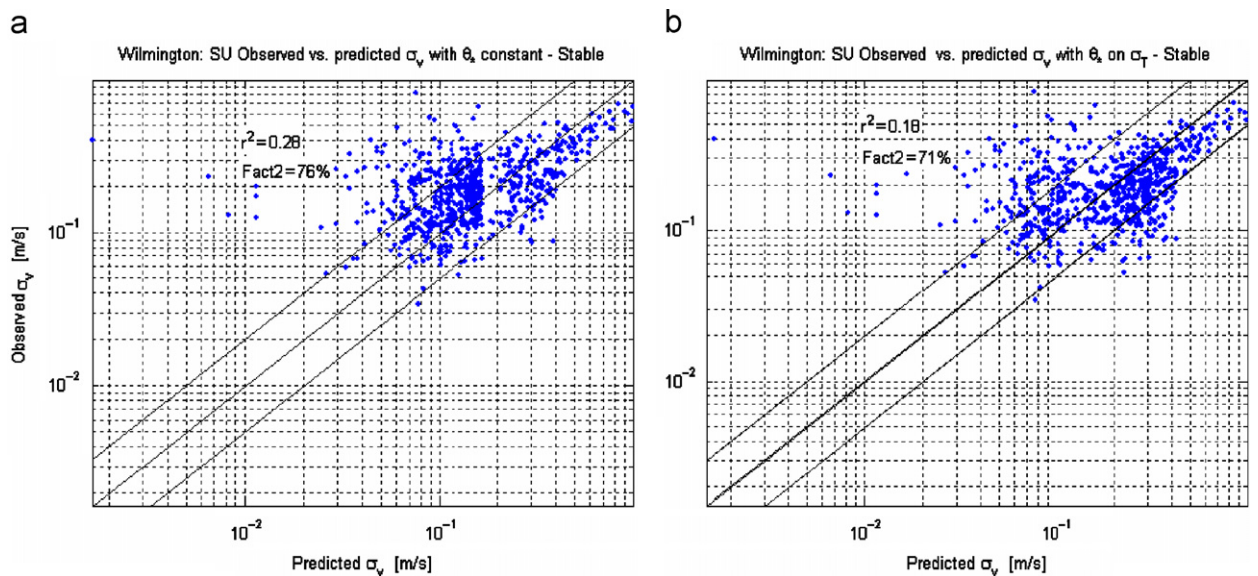 a
Wilmington: SU Observed vs. predicted σᵥ with θ* constant - Stable
r²=0.28
Fact2=76%
10⁻¹
10⁻²
Observed σᵥ [m/s]
10⁻² 10⁻¹
Predicted σᵥ [m/s]
b
Wilmington: SU Observed vs. predicted σᵥ with θ* on σT - Stable
r²=0.18
Fact2=71%
10⁻¹
10⁻²
10⁻² 10⁻¹
Predicted σᵥ [m/s]